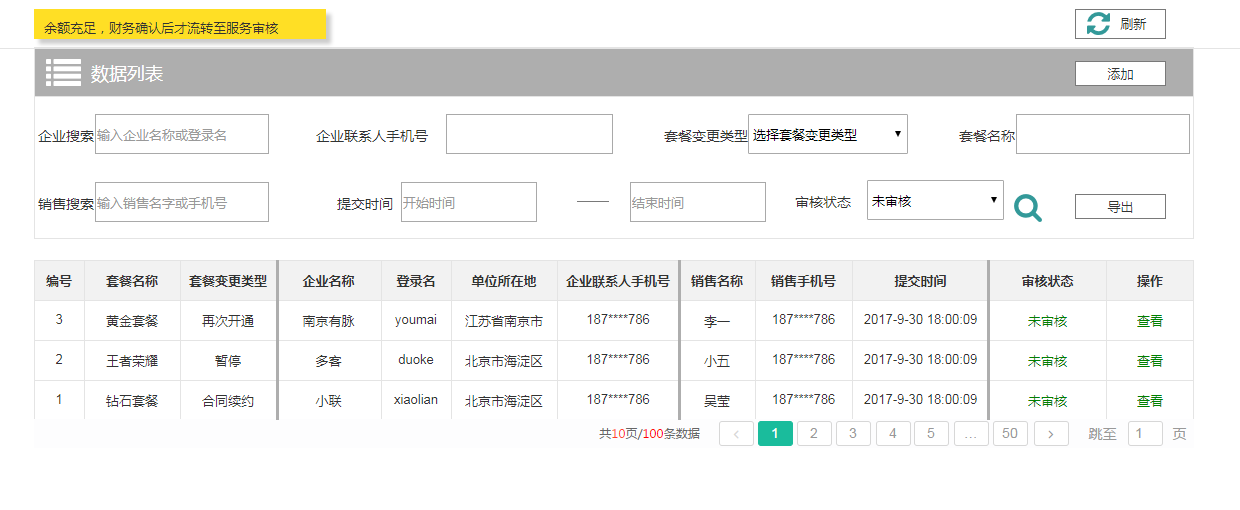 余额充足，财务确认后才流转至服务审核
刷新
数据列表
添加
企业搜索 输入企业名称或登录名 企业联系人手机号 套餐变更类型 选择套餐变更类型 套餐名称
销售搜索 输入销售名字或手机号 提交时间 开始时间 —— 结束时间 审核状态 未审核 导出
编号 套餐名称 套餐变更类型 企业名称 登录名 单位所在地 企业联系人手机号 销售名称 销售手机号 提交时间 审核状态 操作
3 黄金套餐 再次开通 南京有脉 youmai 江苏省南京市 187****786 李一 187****786 2017-9-30 18:00:09 未审核 查看
2 王者荣耀 暂停 多客 duoke 北京市海淀区 187****786 小五 187****786 2017-9-30 18:00:09 未审核 查看
1 钻石套餐 合同续约 小联 xiaolian 北京市海淀区 187****786 吴莹 187****786 2017-9-30 18:00:09 未审核 查看
共10页/100条数据 ‹ 1 2 3 4 5 ... 50 › 跳至 1 页